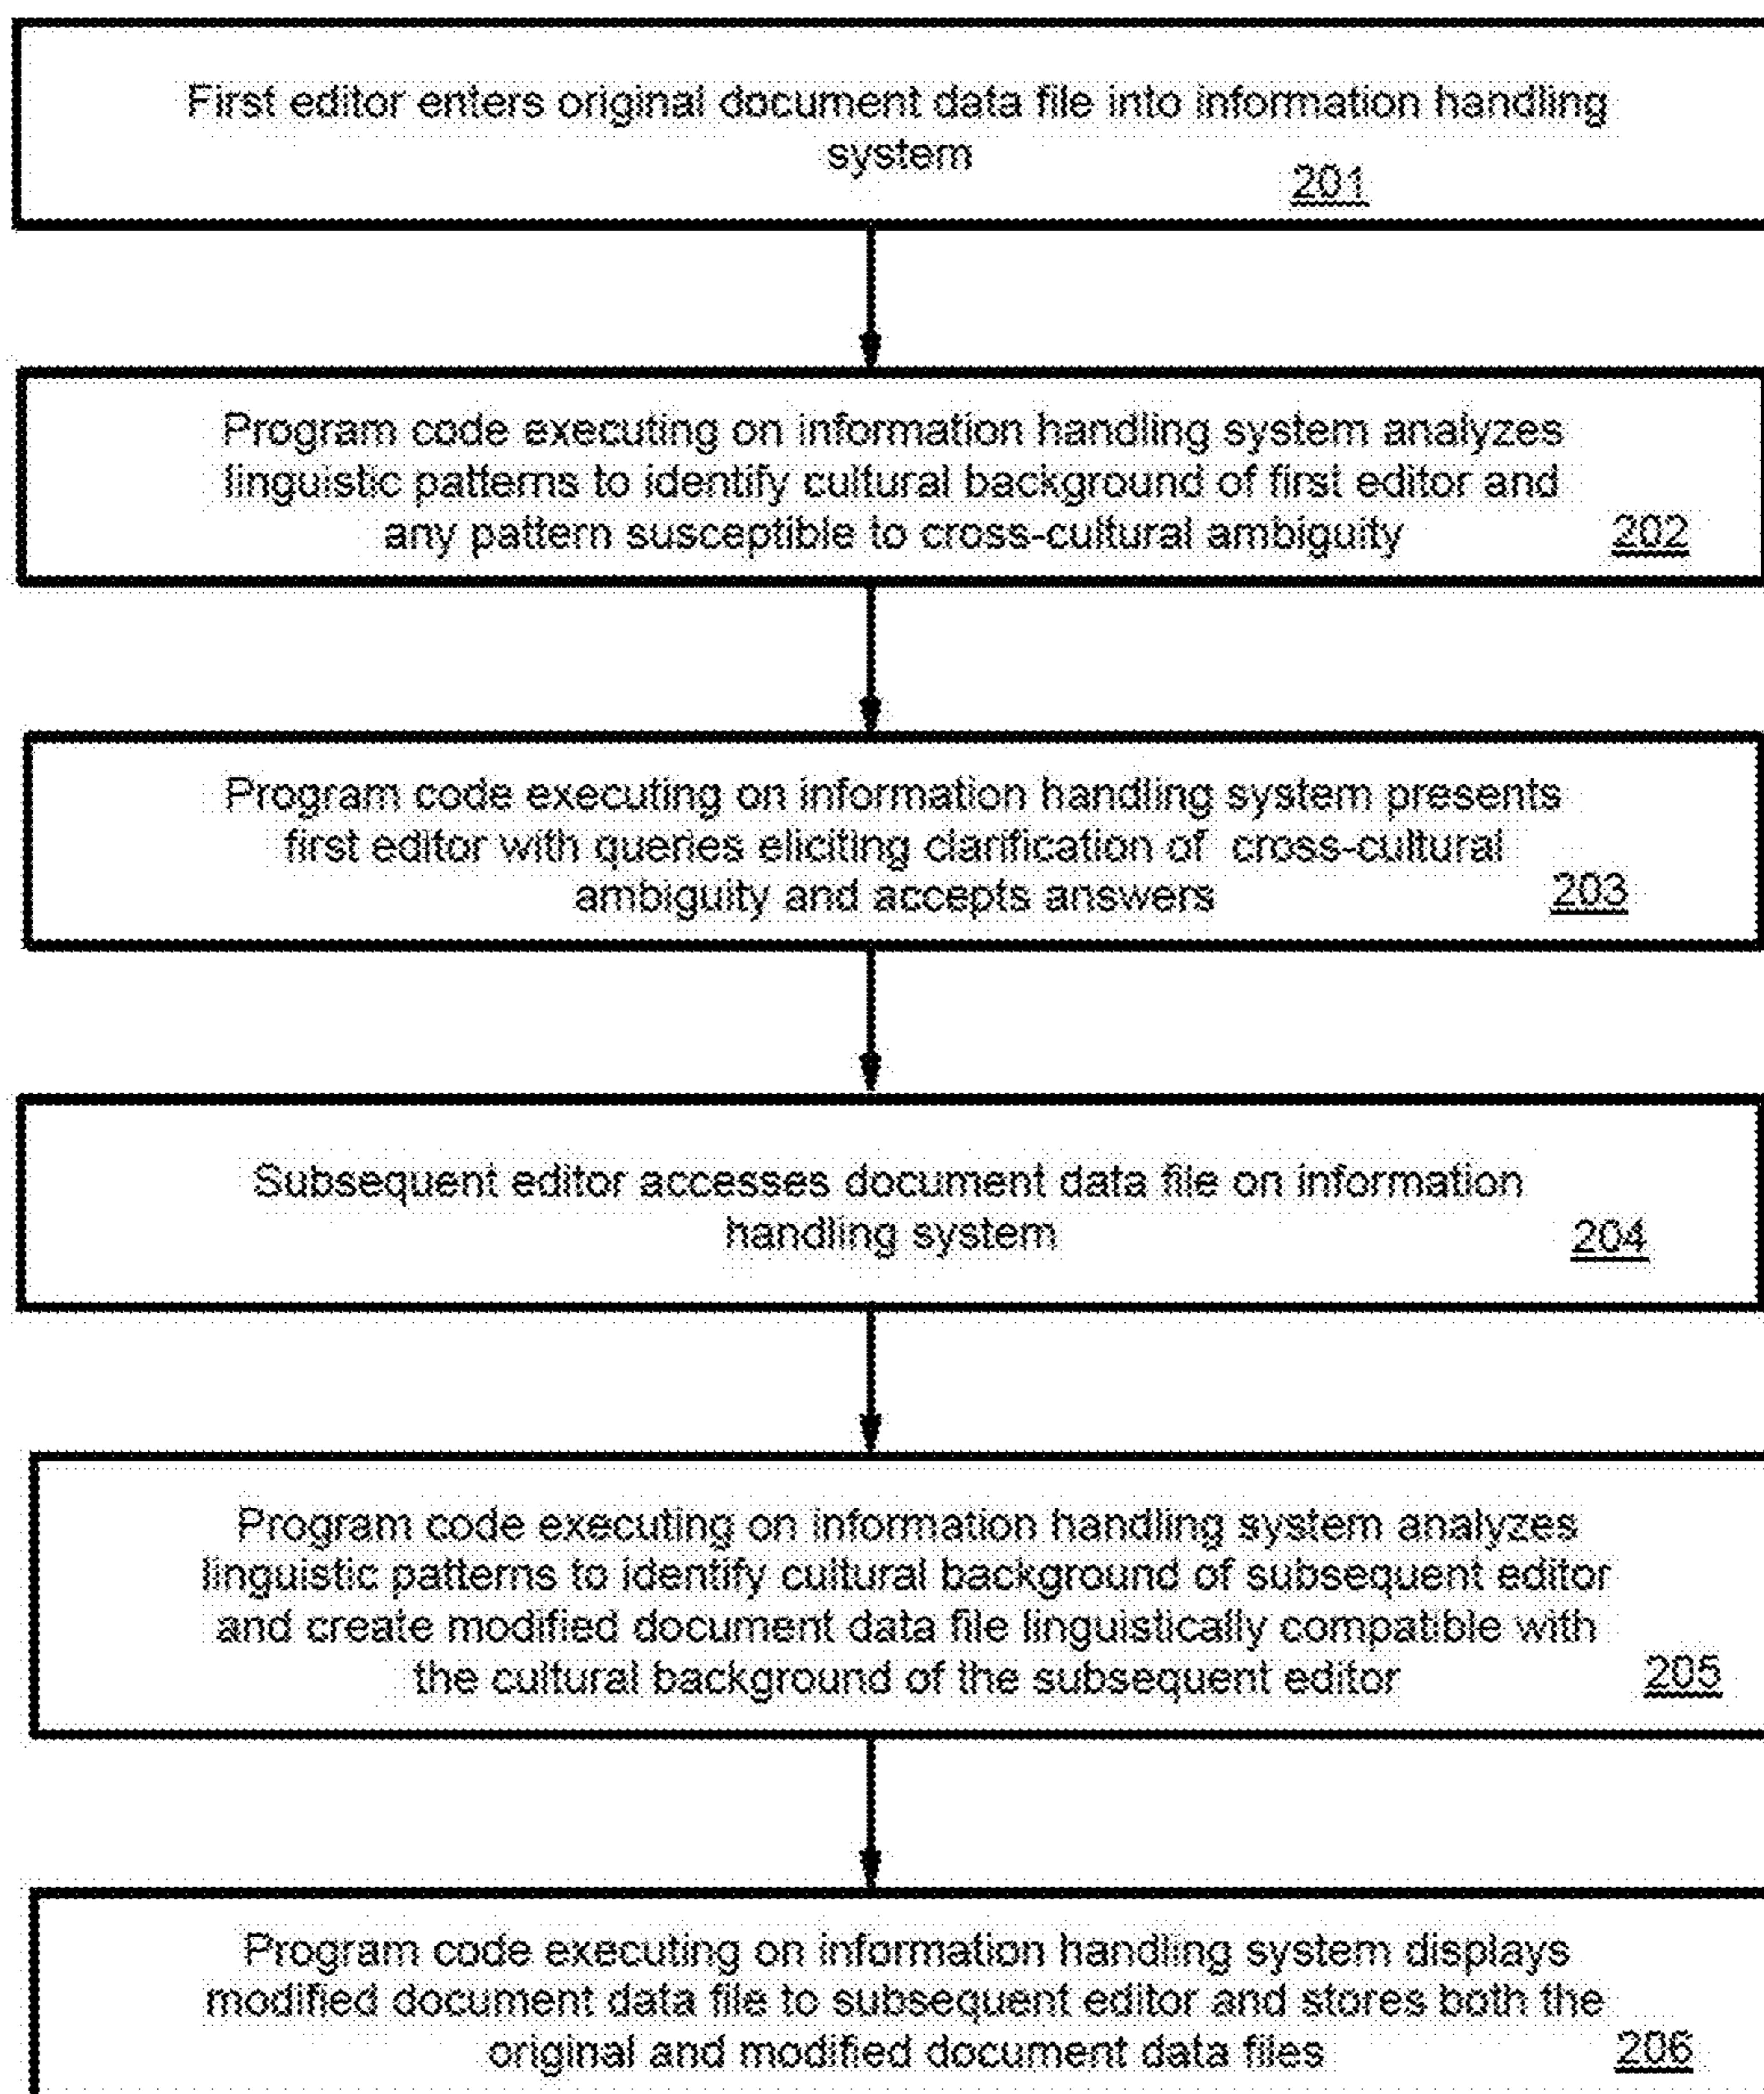 First editor enters original document data file into information handling
system
201
Program code executing on information handling system analyzes
linguistic patterns to identify cultural background of first editor and
any pattern susceptible to cross-cultural ambiguity
202
Program code executing on information handling system presents
first editor with queries eliciting clarification of cross-cultural
ambiguity and accepts answers
203
Subsequent editor accesses document data file on information
handling system
204
Program code executing on information handling system analyzes
linguistic patterns to identify cultural background of subsequent editor
and create modified document data file linguistically compatible with
the cultural background of the subsequent editor
205
Program code executing on information handling system displays
modified document data file to subsequent editor and stores both the
original and modified document data files
206